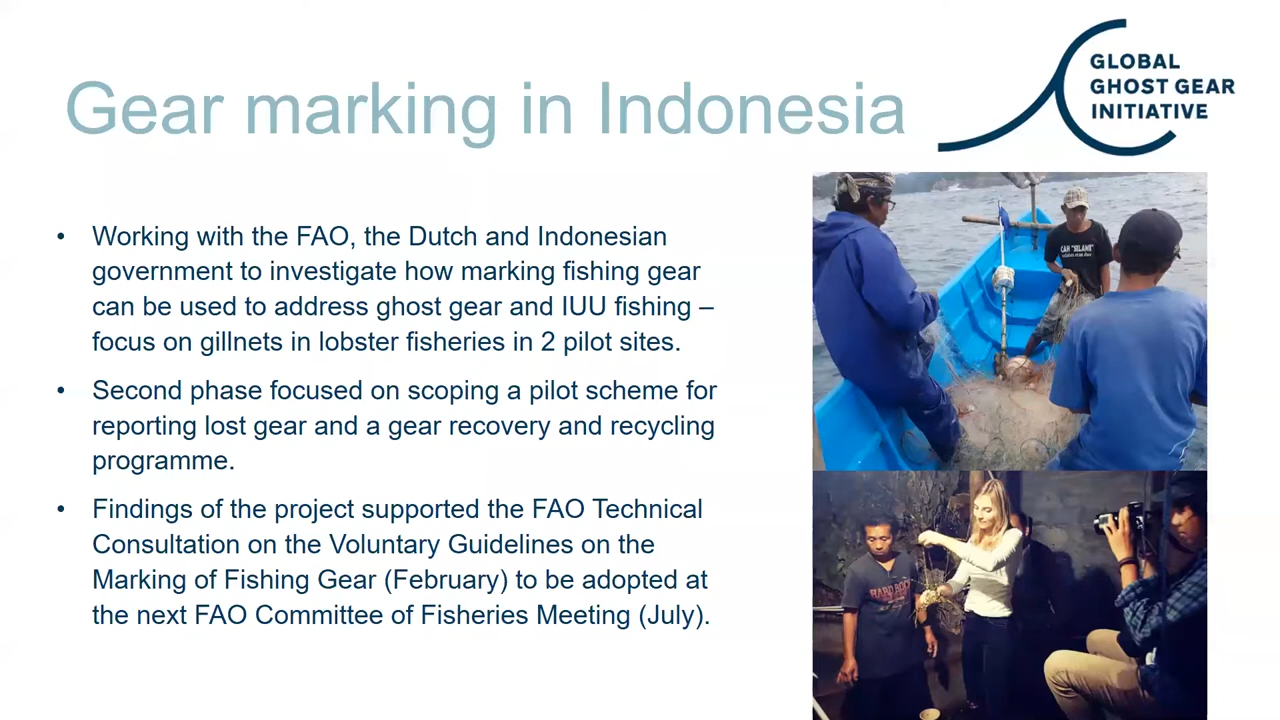 Gear marking in Indonesia
GLOBAL
GHOST GEAR
INITIATIVE
• Working with the FAO, the Dutch and Indonesian
government to investigate how marking fishing gear
can be used to address ghost gear and IUU fishing –
focus on gillnets in lobster fisheries in 2 pilot sites.
• Second phase focused on scoping a pilot scheme for
reporting lost gear and a gear recovery and recycling
programme.
• Findings of the project supported the FAO Technical
Consultation on the Voluntary Guidelines on the
Marking of Fishing Gear (February) to be adopted at
the next FAO Committee of Fisheries Meeting (July).
HARD ROCK